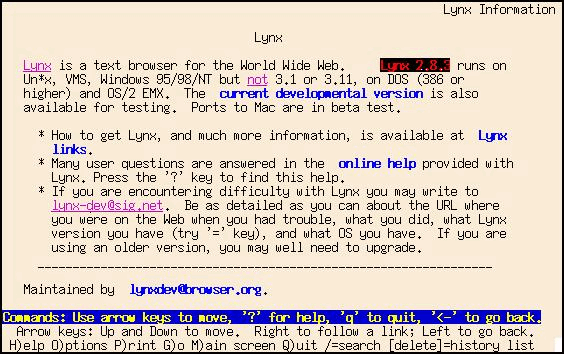 Lynx Information
Lynx
Lynx is a text browser for the World Wide Web. Lynx 2.8.3 runs on
Un*x, VMS, Windows 95/98/NT but not 3.1 or 3.11, on DOS (386 or
higher) and OS/2 EMX. The current developmental version is also
available for testing. Ports to Mac are in beta test.
* How to get Lynx, and much more information, is available at Lynx
links.
* Many user questions are answered in the online help provided with
Lynx. Press the '?' key to find this help.
* If you are encountering difficulty with Lynx you may write to
lynx-dev@sig.net. Be as detailed as you can about the URL where
you were on the Web when you had trouble, what you did, what Lynx
version you have (try '=' key), and what OS you have. If you are
using an older version, you may well need to upgrade.
Maintained by lynxdev@browser.org.
Commands: Use arrow keys to move, '?' for help, 'q' to quit, '<-' to go back.
Arrow keys: Up and Down to move. Right to follow a link; Left to go back.
H)elp O)ptions P)rint G)o M)ain screen Q)uit /=search [delete]=history list